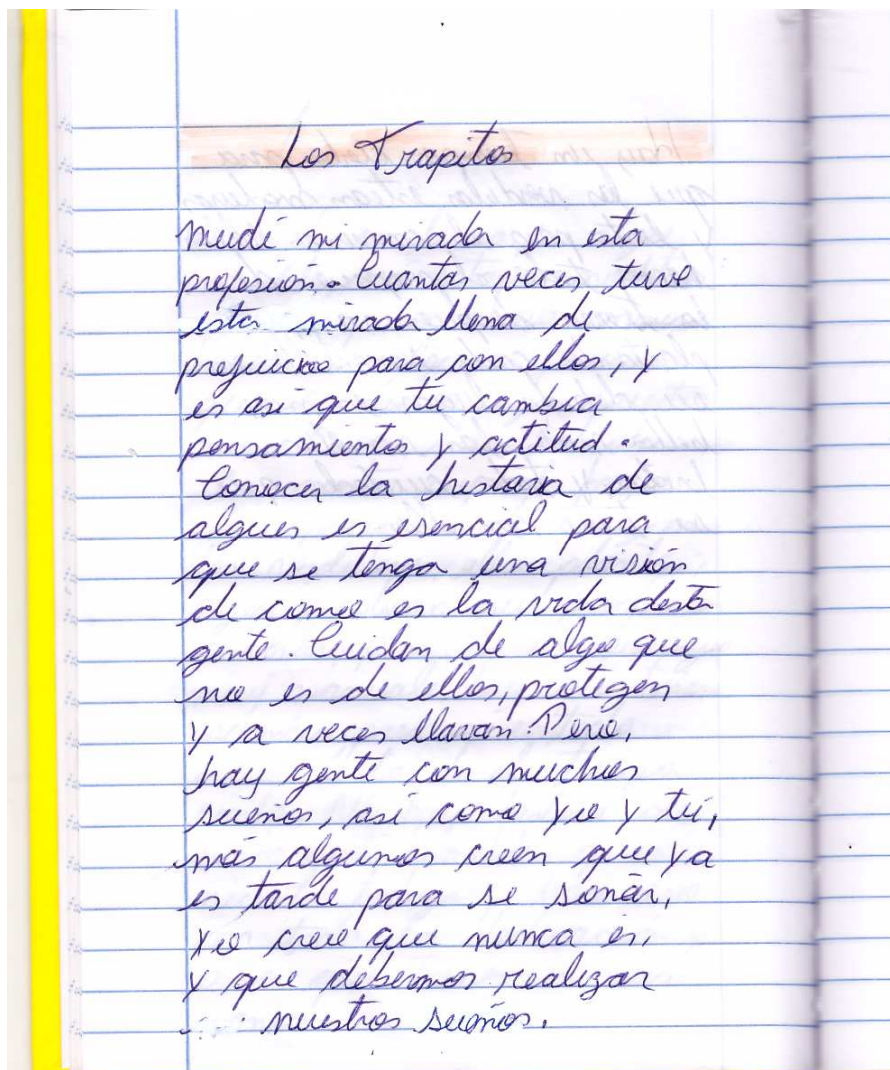 Los Trapitos
mudé mi mirada en esta
profesión. Cuantas veces tuve
esta mirada llena de
prejuicios para con ellos, y
es asi que tu cambia
pensamientos y actitud.
Conocer la historia de
alguien es esencial para
que se tenga una visión
de como es la vida desta
gente. Cuidan de algo que
no es de ellos, protegen
y a veces llavan. Pero,
hay gente con muchos
sueños, asi como yo y tú,
más algunos creen que ya
es tarde para se soñar,
yo creo que nunca es,
y que debermos realizar
nuestros sueños.